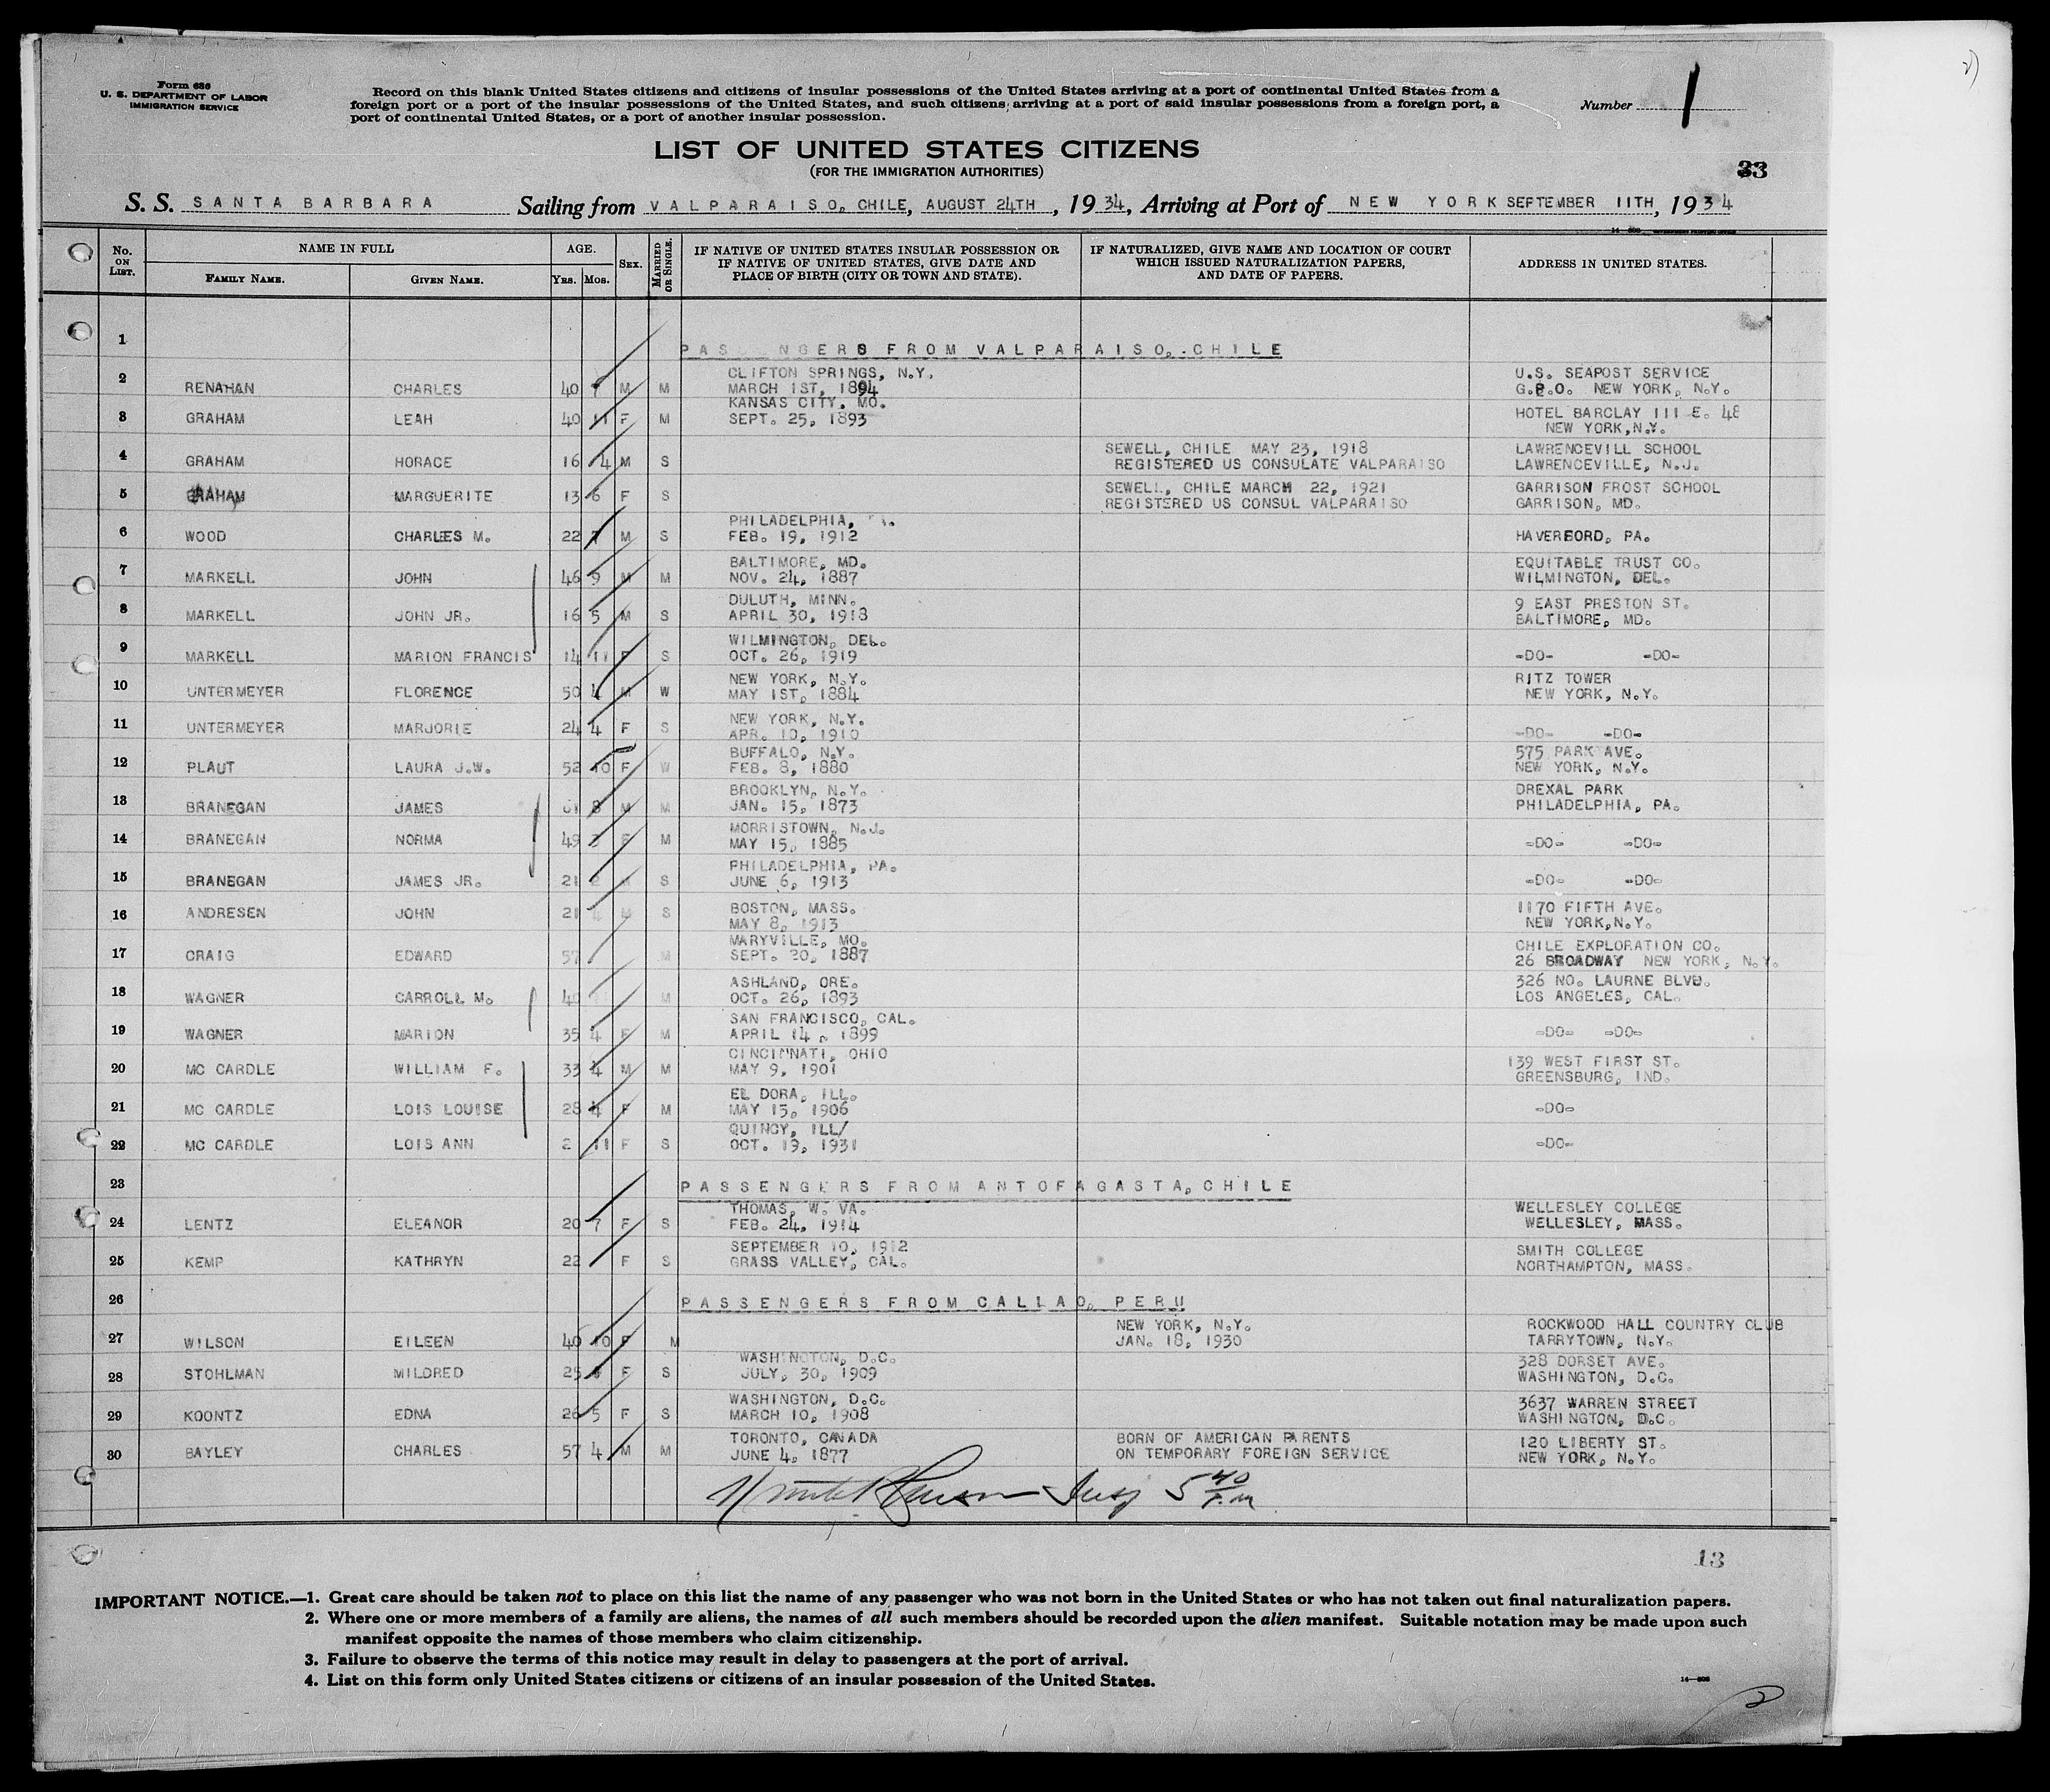 Form 630
U. S. DEPARTMENT OF LABOR
IMMIGRATION SERVICE
Record on this blank United States citizens and citizens of insular possessions of the United States arriving at a port of continental United States from a
foreign port or a port of the insular possessions of the United States, and such citizens arriving at a port of said insular possessions from a foreign port, a
port of continental United States, or a port of another insular possession.
Number 1
LIST OF UNITED STATES CITIZENS
(FOR THE IMMIGRATION AUTHORITIES)
33
S. S. SANTA BARBARA Sailing from VALPARAISO, CHILE, AUGUST 24TH, 1934, Arriving at Port of NEW YORK SEPTEMBER 11TH, 1934
No. ON LIST. NAME IN FULL FAMILY NAME. GIVEN NAME. AGE. YRS. MOS. SEX. MARRIED OR SINGLE. IF NATIVE OF UNITED STATES INSULAR POSSESSION OR IF NATIVE OF UNITED STATES, GIVE DATE AND PLACE OF BIRTH (CITY OR TOWN AND STATE). IF NATURALIZED, GIVE NAME AND LOCATION OF COURT WHICH ISSUED NATURALIZATION PAPERS, AND DATE OF PAPERS. ADDRESS IN UNITED STATES.
1 PASSENGERS FROM VALPARAISO, CHILE
2 RENAHAN CHARLES 40 M M CLIFTON SPRINGS, N.Y. MARCH 1ST, 1894 U.S. SEAPOST SERVICE G.P.O. NEW YORK, N.Y.
3 GRAHAM LEAH 40 11 F M KANSAS CITY, MO. SEPT. 25, 1893 HOTEL BARCLAY 111 E. 48 NEW YORK,N.Y.
4 GRAHAM HORACE 16 4 M S SEWELL, CHILE MAY 23, 1918 REGISTERED US CONSULATE VALPARAISO LAWRENCEVILL SCHOOL LAWRENCEVILLE, N.J.
5 GRAHAM MARGUERITE 13 6 F S SEWELL, CHILE MARCH 22, 1921 REGISTERED US CONSUL VALPARAISO GARRISON FROST SCHOOL GARRISON, MD.
6 WOOD CHARLES M. 22 M S PHILADELPHIA, FEB. 19, 1912 HAVERFORD, PA.
7 MARKELL JOHN 46 9 M M BALTIMORE, MD. NOV. 24, 1887 EQUITABLE TRUST CO. WILMINGTON, DEL.
8 MARKELL JOHN JR. 16 5 M S DULUTH, MINN. APRIL 30, 1918 9 EAST PRESTON ST. BALTIMORE, MD.
9 MARKELL MARION FRANCIS 14 11 F S WILMINGTON, DEL. OCT. 26, 1919 -DO- -DO-
10 UNTERMEYER FLORENCE 50 4 M W NEW YORK, N.Y. MAY 1ST, 1884 RITZ TOWER NEW YORK, N.Y.
11 UNTERMEYER MARJORIE 24 4 F S NEW YORK, N.Y. APR. 10, 1910 -DO- -DO-
12 PLAUT LAURA J.W. 52 10 F W BUFFALO, N.Y. FEB. 8, 1880 575 PARK AVE. NEW YORK, N.Y.
13 BRANEGAN JAMES 61 8 M M BROOKLYN, N.Y. JAN. 15, 1873 DREXAL PARK PHILADELPHIA, PA.
14 BRANEGAN NORMA 49 3 F M MORRISTOWN, N.J. MAY 15, 1885 -DO- -DO-
15 BRANEGAN JAMES JR. 21 S PHILADELPHIA, PA. JUNE 6, 1913 -DO- -DO-
16 ANDRESEN JOHN 21 4 M S BOSTON, MASS. MAY 8, 1913 1170 FIFTH AVE. NEW YORK,N.Y.
17 CRAIG EDWARD 57 M MARYVILLE, MO. SEPT. 20, 1887 CHILE EXPLORATION CO. 26 BROADWAY NEW YORK, N.Y.
18 WAGNER CARROLL M. 40 M ASHLAND, ORE. OCT. 26, 1893 326 NO. LAURNE BLVD. LOS ANGELES, CAL.
19 WAGNER MARION 35 4 F M SAN FRANCISCO, CAL. APRIL 14, 1899 -DO- -DO-
20 MC CARDLE WILLIAM F. 33 4 M M CINCINNATI, OHIO MAY 9, 1901 139 WEST FIRST ST. GREENSBURG, IND.
21 MC CARDLE LOIS LOUISE 28 4 F M EL DORA, ILL. MAY 15, 1906 -DO-
22 MC CARDLE LOIS ANN 2 11 F S QUINCY, ILL/ OCT. 19, 1931 -DO-
23 PASSENGERS FROM ANTOFAGASTA, CHILE
24 LENTZ ELEANOR 20 7 F S THOMAS, W. VA. FEB. 24, 1914 WELLESLEY COLLEGE WELLESLEY, MASS.
25 KEMP KATHRYN 22 F S SEPTEMBER 10, 1912 GRASS VALLEY, CAL. SMITH COLLEGE NORTHAMPTON, MASS.
26 PASSENGERS FROM CALLAO, PERU
27 WILSON EILEEN 40 10 F M NEW YORK, N.Y. JAN. 18, 1930 ROCKWOOD HALL COUNTRY CLUB TARRYTOWN, N.Y.
28 STOHLMAN MILDRED 25 F S WASHINGTON, D.C. JULY, 30, 1909 328 DORSET AVE. WASHINGTON, D.C.
29 KOONTZ EDNA 26 5 F S WASHINGTON, D.C. MARCH 10, 1908 3637 WARREN STREET WASHINGTON, D.C.
30 BAYLEY CHARLES 57 4 M M TORONTO, CANADA JUNE 4, 1877 BORN OF AMERICAN PARENTS ON TEMPORARY FOREIGN SERVICE 120 LIBERTY ST. NEW YORK, N.Y.
Insp 5 40 P.m
13
IMPORTANT NOTICE.—1. Great care should be taken not to place on this list the name of any passenger who was not born in the United States or who has not taken out final naturalization papers.
2. Where one or more members of a family are aliens, the names of all such members should be recorded upon the alien manifest. Suitable notation may be made upon such
manifest opposite the names of those members who claim citizenship.
3. Failure to observe the terms of this notice may result in delay to passengers at the port of arrival.
4. List on this form only United States citizens or citizens of an insular possession of the United States.
2